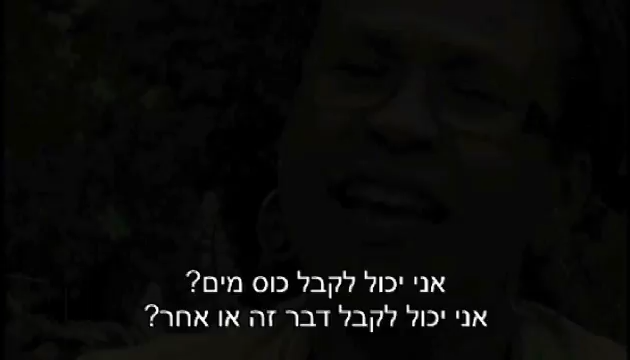 אני יכול לקבל כוס מים?
אני יכול לקבל דבר זה או אחר?